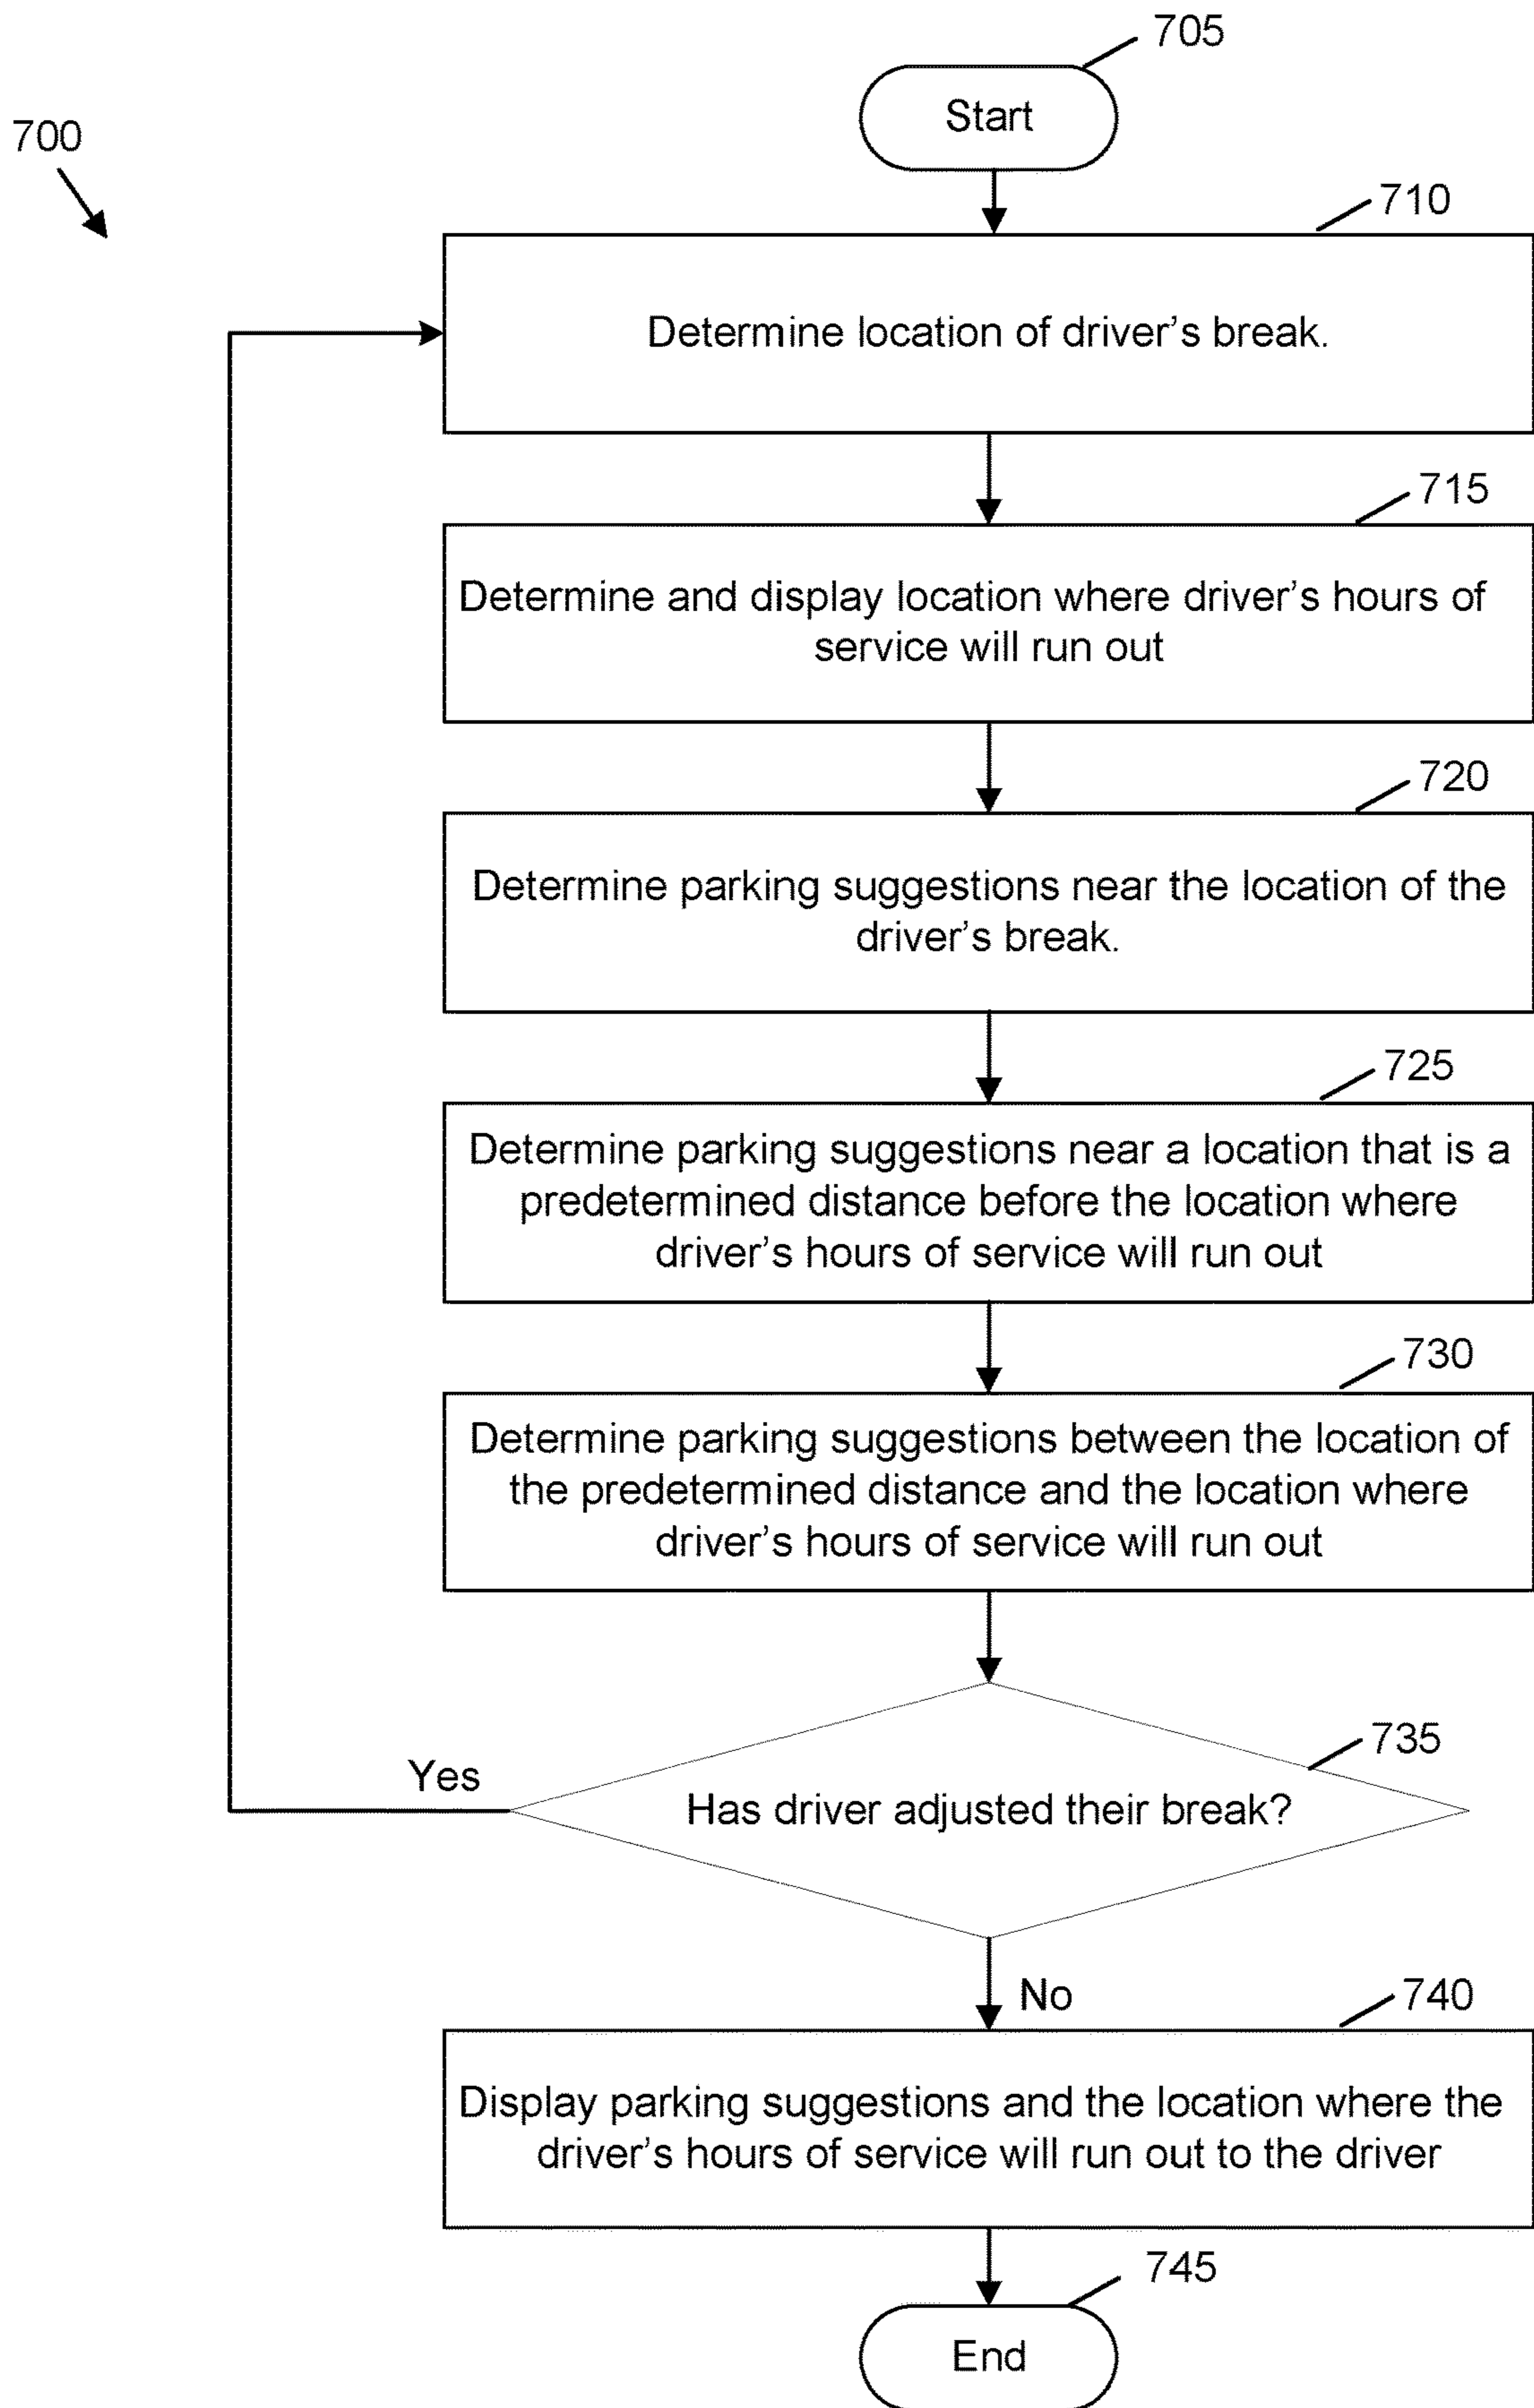 705
Start
700
710
Determine location of driver's break.
715
Determine and display location where driver's hours of
service will run out
720
Determine parking suggestions near the location of the
driver's break.
725
Determine parking suggestions near a location that is a
predetermined distance before the location where
driver's hours of service will run out
730
Determine parking suggestions between the location of
the predetermined distance and the location where
driver's hours of service will run out
735
Yes
Has driver adjusted their break?
No
740
Display parking suggestions and the location where the
driver's hours of service will run out to the driver
745
End